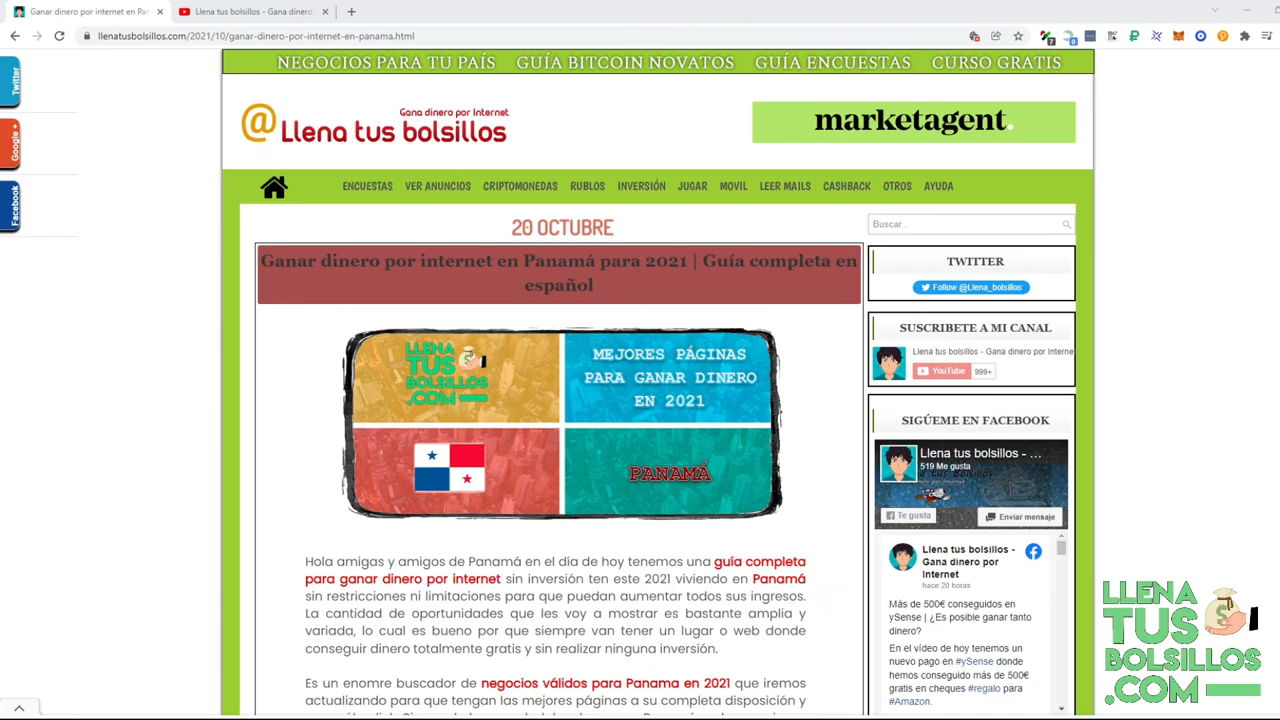 Ganar dinero por internet en Pan
Llena tus bolsillos - Gana dinero
llenatusbolsillos.com/2021/10/ganar-dinero-por-internet-en-panama.html
Twitter
Google +
Facebook
NEGOCIOS PARA TU PAÍS GUÍA BITCOIN NOVATOS GUÍA ENCUESTAS CURSO GRATIS
Gana dinero por Internet
@ Llena tus bolsillos
marketagent.
ENCUESTAS VER ANUNCIOS CRIPTOMONEDAS RUBLOS INVERSIÓN JUGAR MOVIL LEER MAILS CASHBACK OTROS AYUDA
20 OCTUBRE
Ganar dinero por internet en Panamá para 2021 | Guía completa en
español
LLENA
TUS
BOLSILLOS
.COM
MEJORES PÁGINAS
PARA GANAR DINERO
EN 2021
PANAMÁ
Hola amigas y amigos de Panamá en el día de hoy tenemos una guía completa
para ganar dinero por internet sin inversión ten este 2021 viviendo en Panamá
sin restricciones ni limitaciones para que puedan aumentar todos sus ingresos.
La cantidad de oportunidades que les voy a mostrar es bastante amplia y
variada, lo cual es bueno por que siempre van tener un lugar o web donde
conseguir dinero totalmente gratis y sin realizar ninguna inversión.
Es un enomre buscador de negocios válidos para Panama en 2021 que iremos
actualizando para que tengan las mejores páginas a su completa disposición y
Buscar...
TWITTER
Follow @Llena_bolsillos
SUSCRIBETE A MI CANAL
Llena tus bolsillos - Gana dinero por Interne
YouTube 999+
SIGÚEME EN FACEBOOK
Llena tus bolsillos - ...
519 Me gusta
Te gusta
Enviar mensaje
Llena tus bolsillos -
Gana dinero por
Internet
hace 20 horas
Más de 500€ conseguidos en
ySense | ¿Es posible ganar tanto
dinero?
En el vídeo de hoy tenemos un
nuevo pago en #ySense donde
hemos conseguido más de 500€
gratis en cheques #regalo para
#Amazon.
LLENA
TUS
BOLSILLOS
.COM